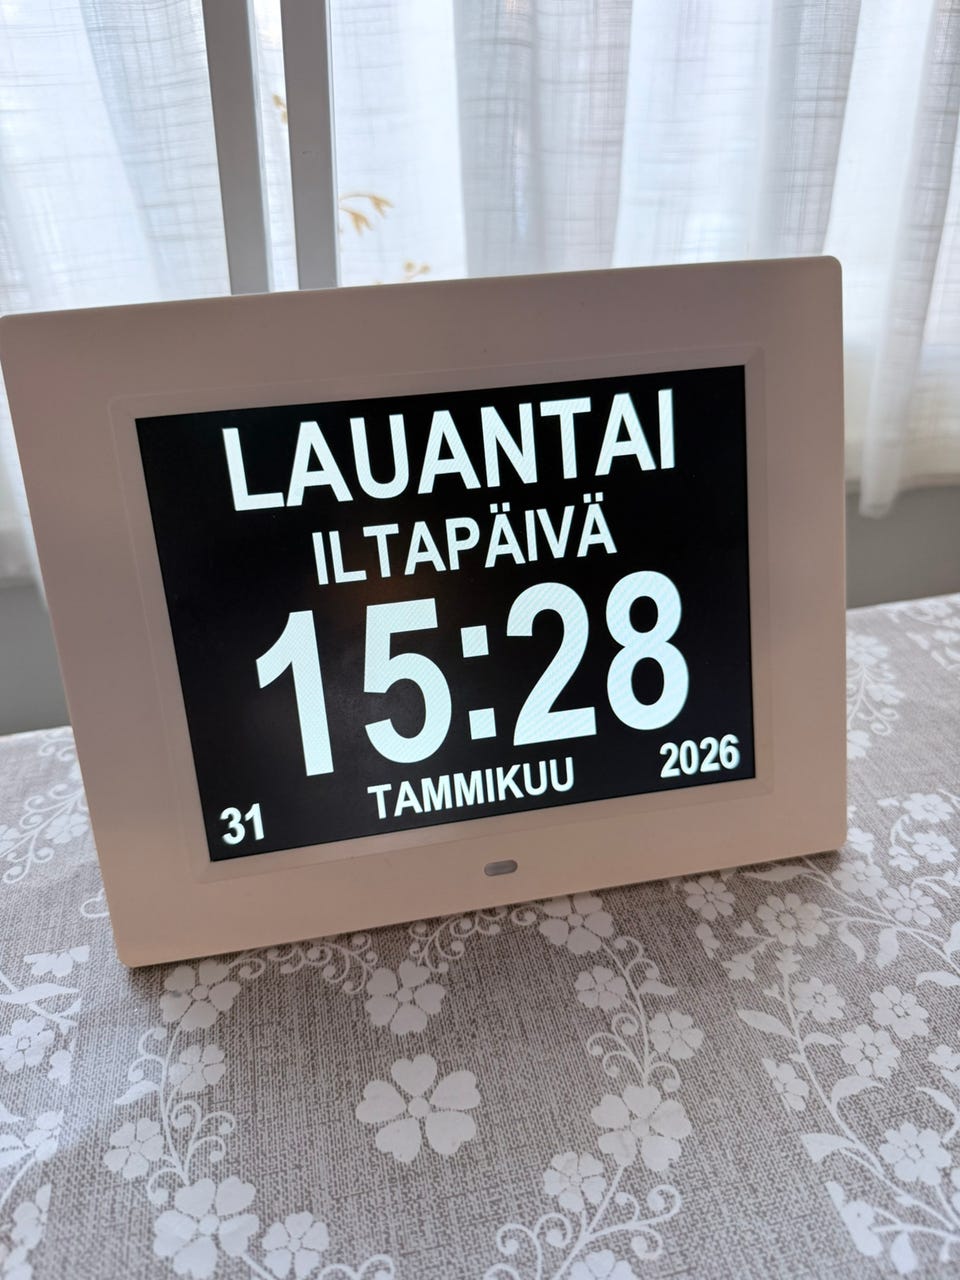 LAUANTAI
ILTAPÄIVÄ
15:28
31 TAMMIKUU 2026